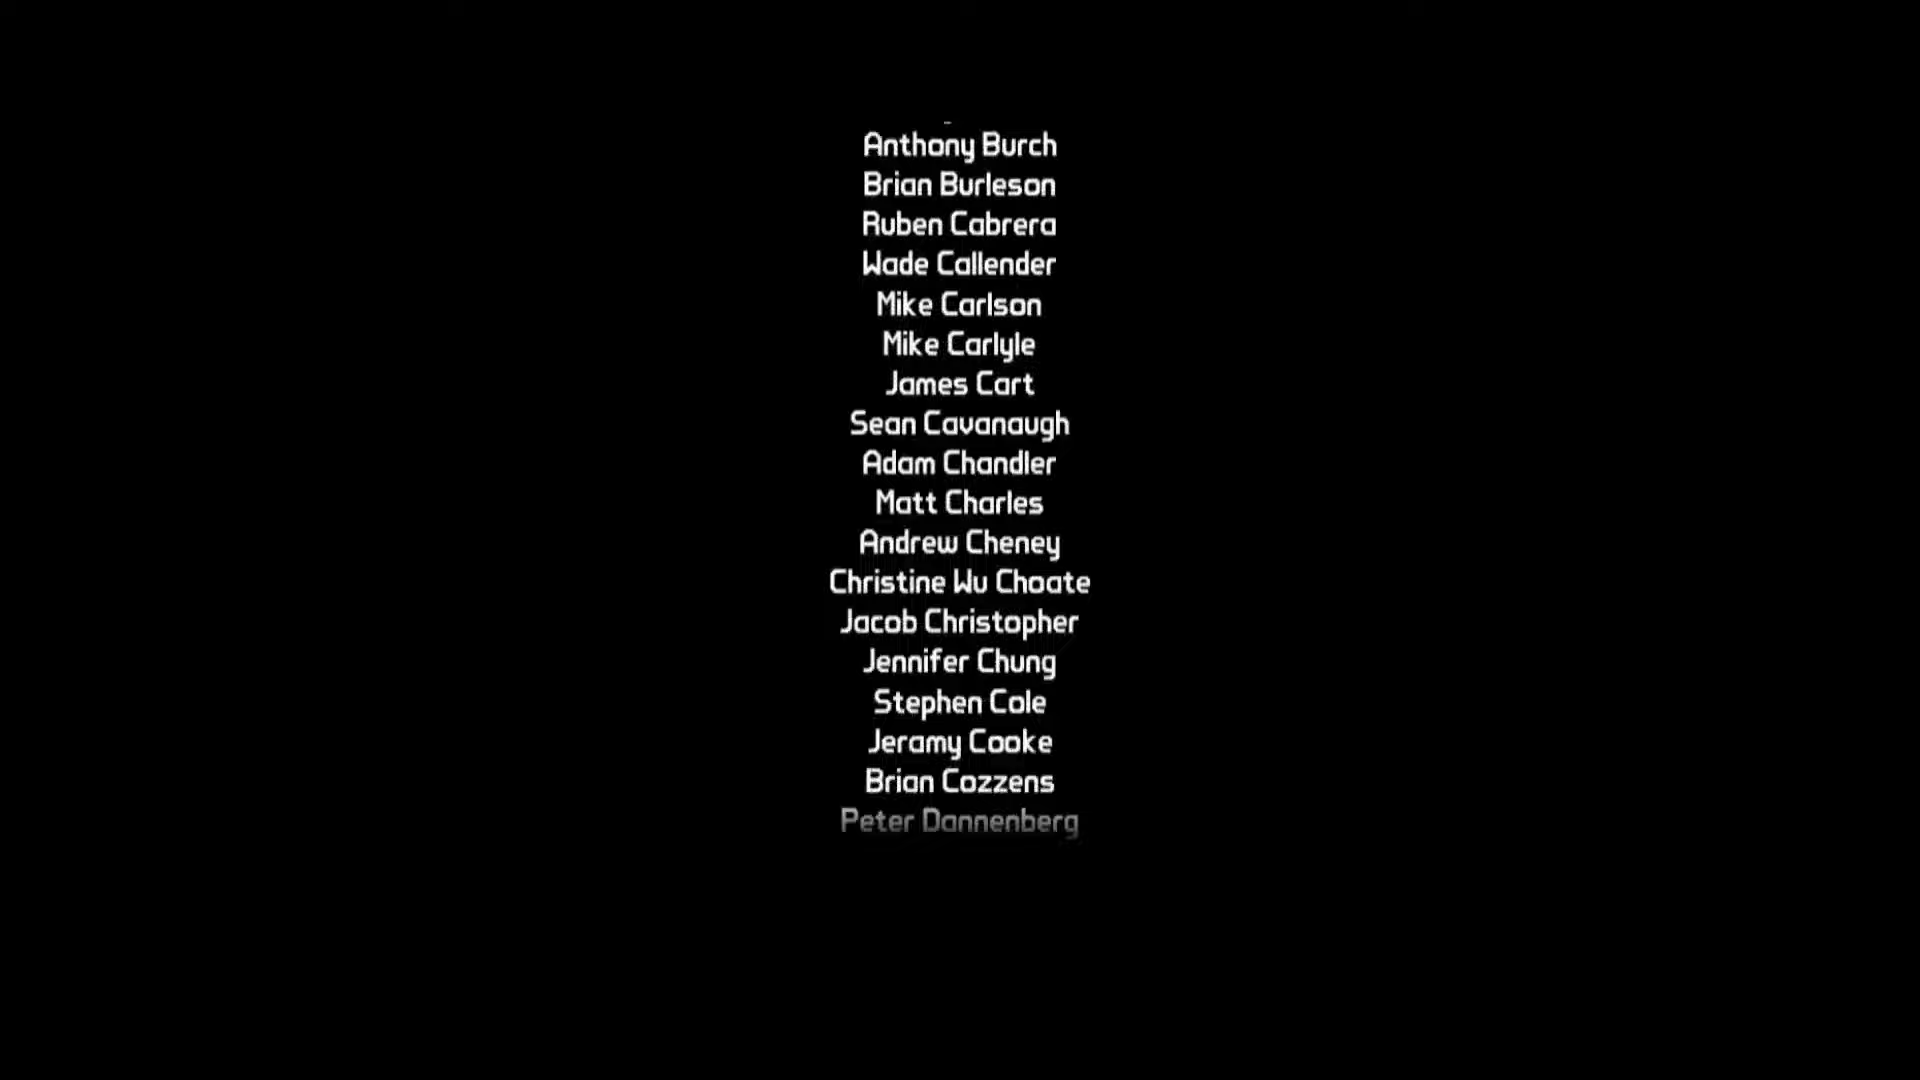 Anthony Burch
Brian Burleson
Ruben Cabrera
Wade Callender
Mike Carlson
Mike Carlyle
James Cart
Sean Cavanaugh
Adam Chandler
Matt Charles
Andrew Cheney
Christine Wu Choate
Jacob Christopher
Jennifer Chung
Stephen Cole
Jeramy Cooke
Brian Cozzens
Peter Dannenberg